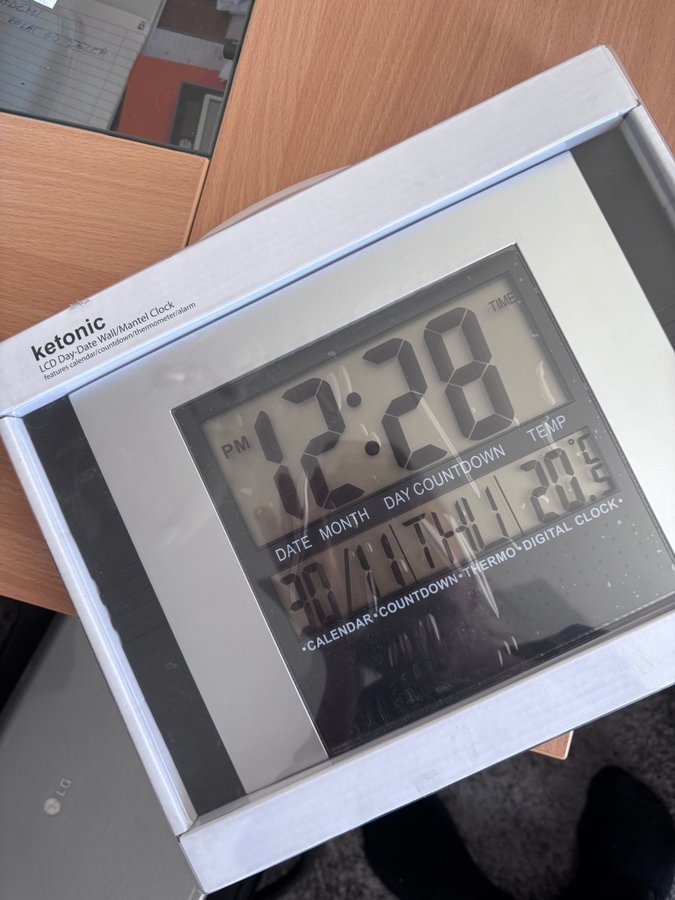 ketonic
LCD Day-Date Wall/Mantel Clock
features calendar/countdown/thermometer/alarm
TIME
PM 12:28
DATE MONTH DAY COUNTDOWN TEMP
30/11 THU 20.5°C
•CALENDAR•COUNTDOWN•THERMO•DIGITAL CLOCK•
LG